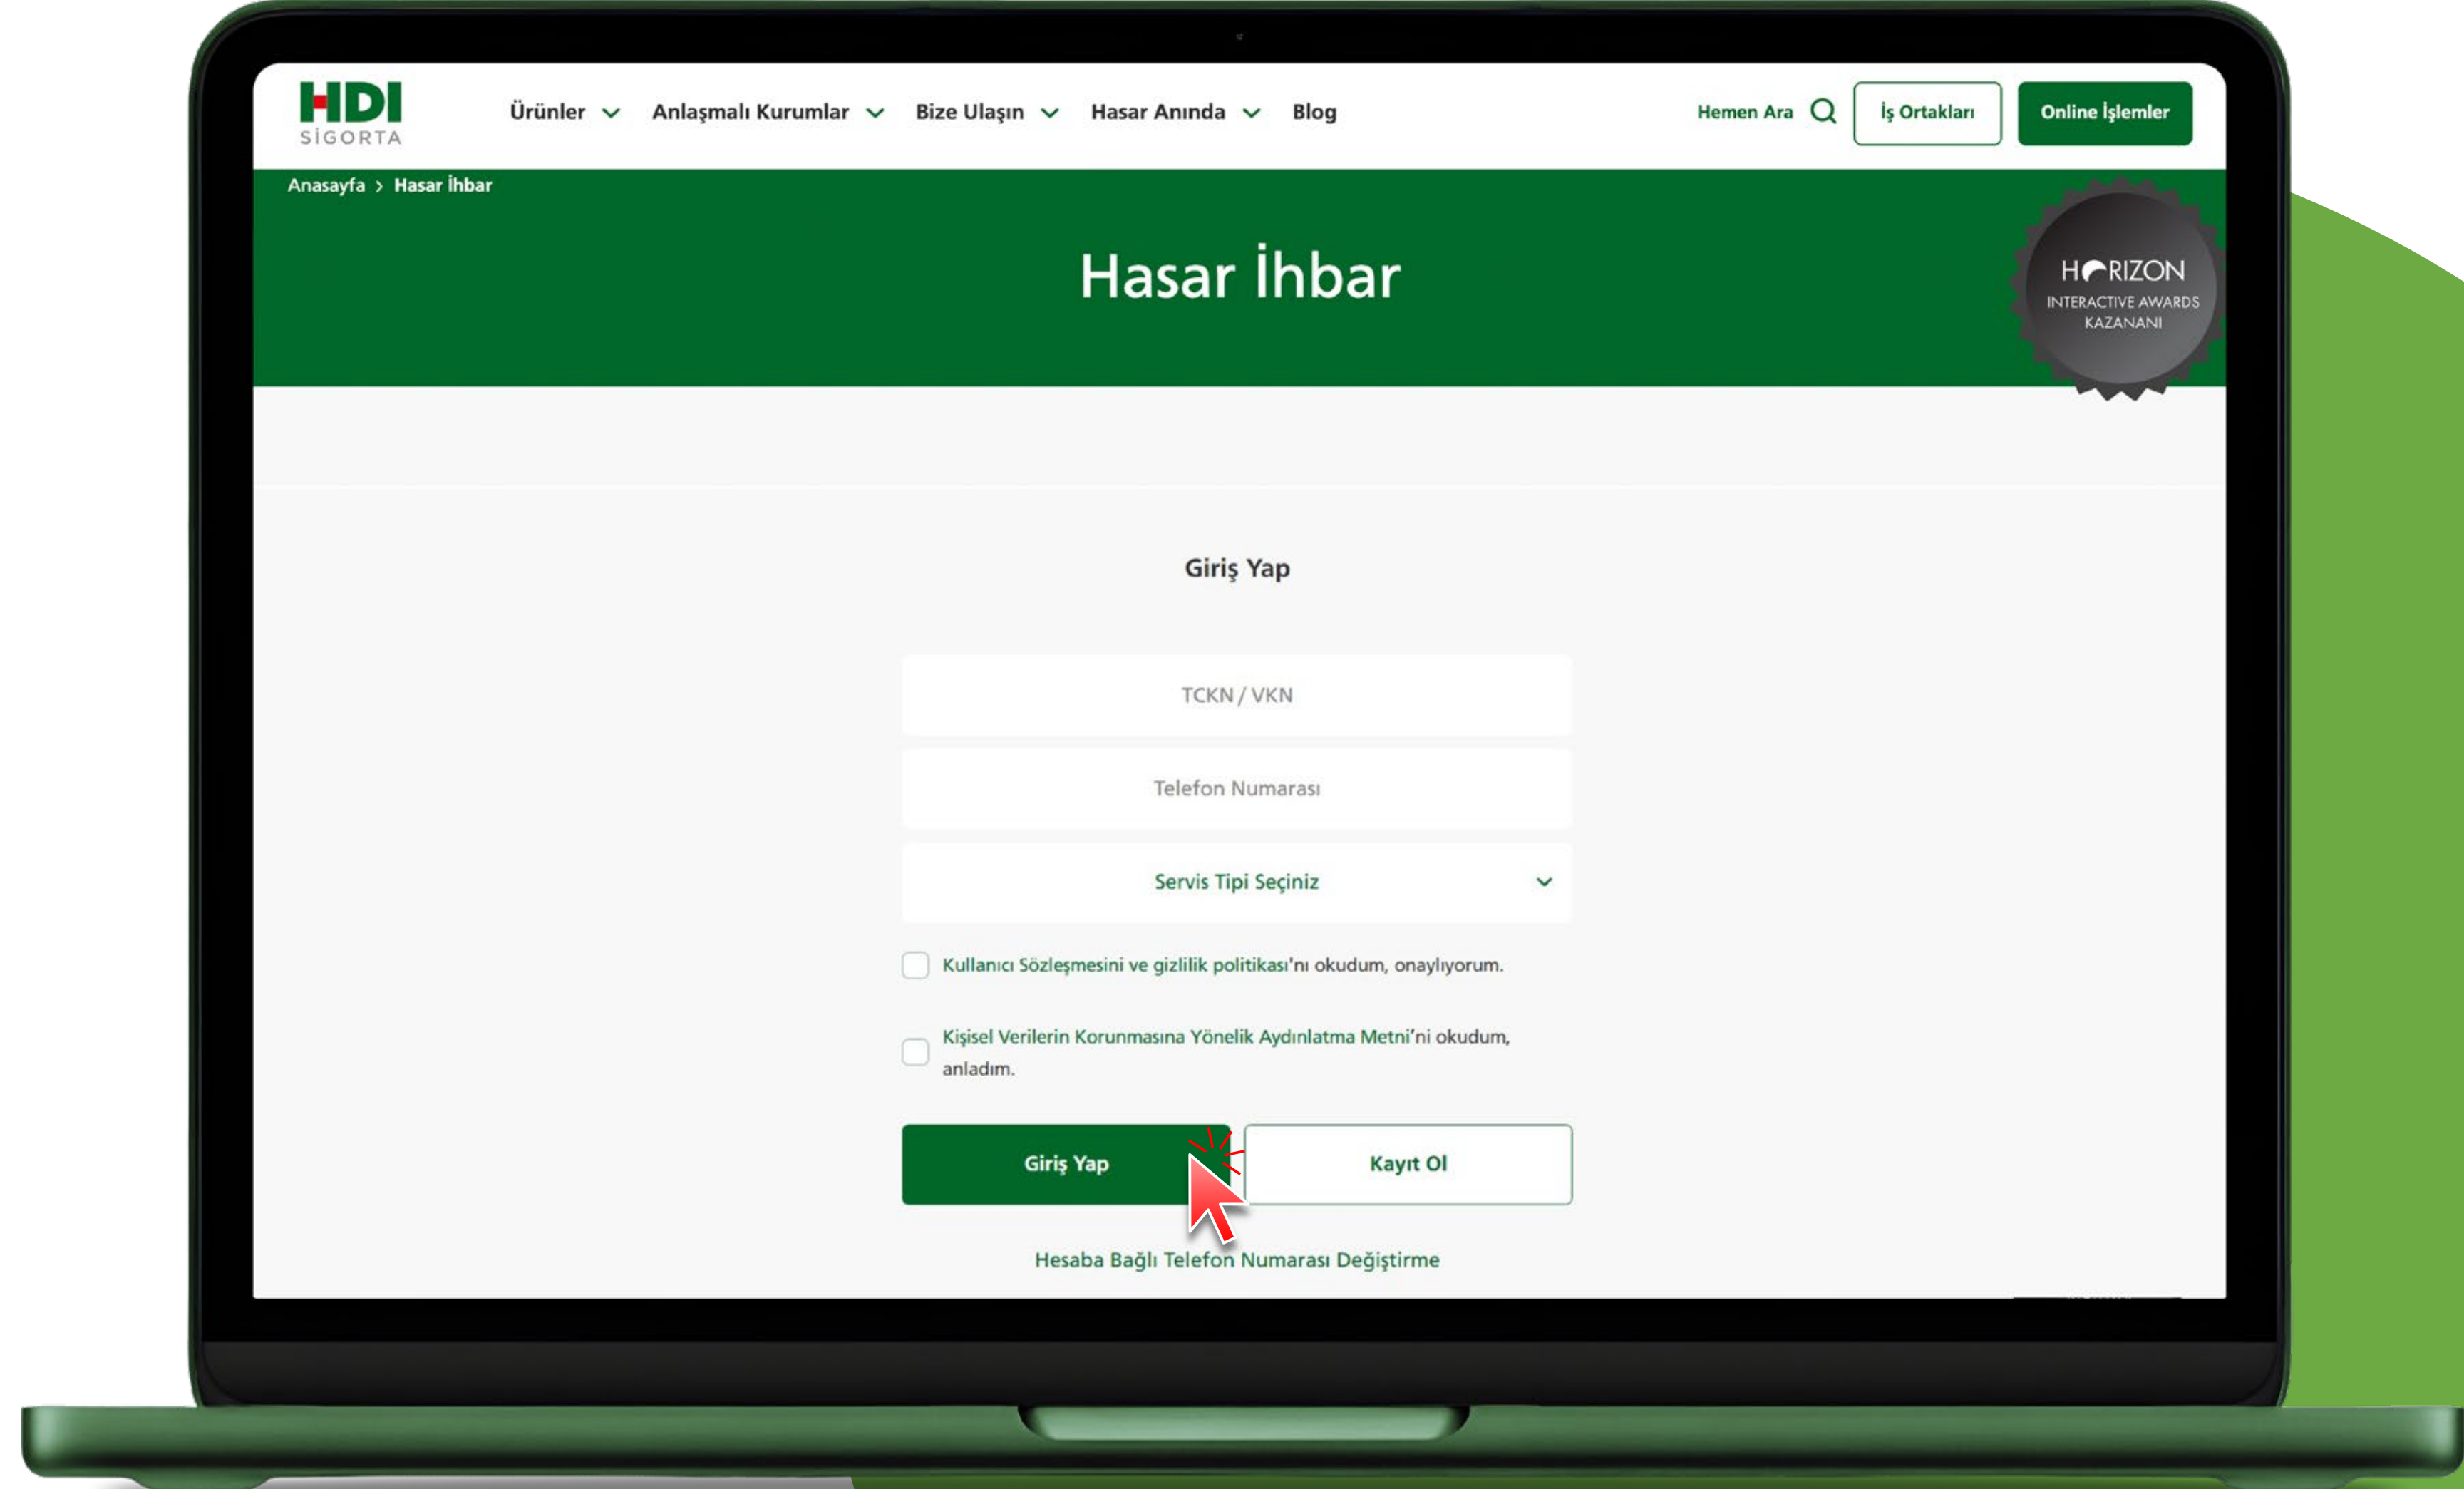 HDI
SİGORTA
Ürünler
Anlaşmalı Kurumlar
Bize Ulaşın
Hasar Anında
Blog
Hemen Ara
İş Ortakları
Online İşlemler
Anasayfa > Hasar İhbar
Hasar İhbar
HORIZON
INTERACTIVE AWARDS
KAZANANI
Giriş Yap
TCKN / VKN
Telefon Numarası
Servis Tipi Seçiniz
Kullanıcı Sözleşmesini ve gizlilik politikası'nı okudum, onaylıyorum.
Kişisel Verilerin Korunmasına Yönelik Aydınlatma Metni'ni okudum,
anladım.
Giriş Yap
Kayıt Ol
Hesaba Bağlı Telefon Numarası Değiştirme